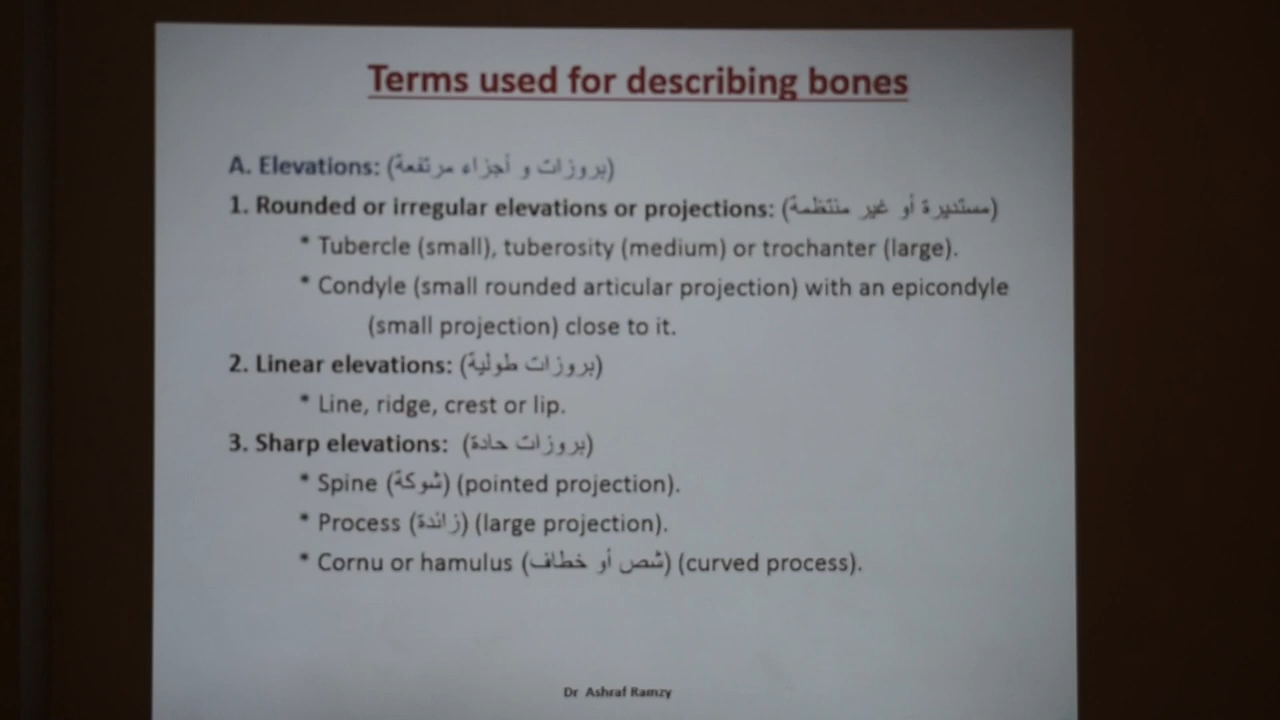 Terms used for describing bones
A. Elevations: (بروزات و أجزاء مرتفعة)
1. Rounded or irregular elevations or projections: (مستديرة أو غير منتظمة)
* Tubercle (small), tuberosity (medium) or trochanter (large).
* Condyle (small rounded articular projection) with an epicondyle
(small projection) close to it.
2. Linear elevations: (بروزات طولية)
* Line, ridge, crest or lip.
3. Sharp elevations: (بروزات حادة)
* Spine (شوكة) (pointed projection).
* Process (زائدة) (large projection).
* Cornu or hamulus (شص أو خطاف) (curved process).
Dr Ashraf Ramzy